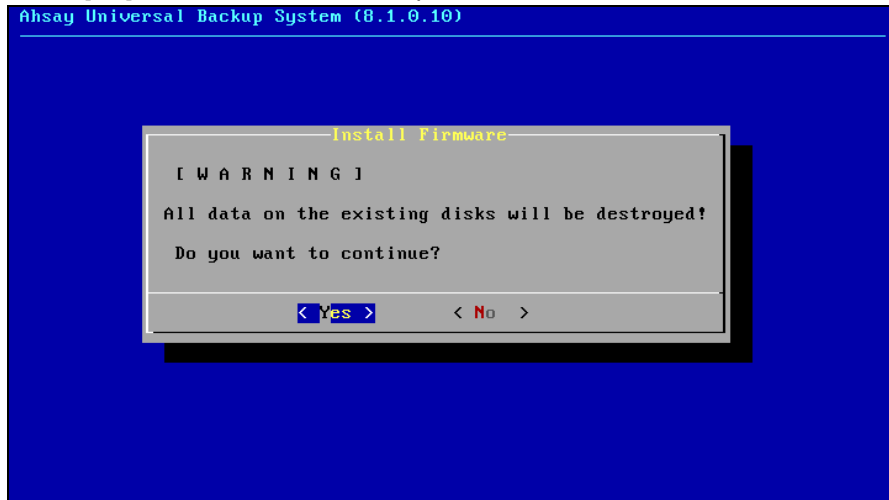 Ahsay Universal Backup System (8.1.0.10)
Install Firmware
[ W A R N I N G ]
All data on the existing disks will be destroyed!
Do you want to continue?
< Yes > < No >